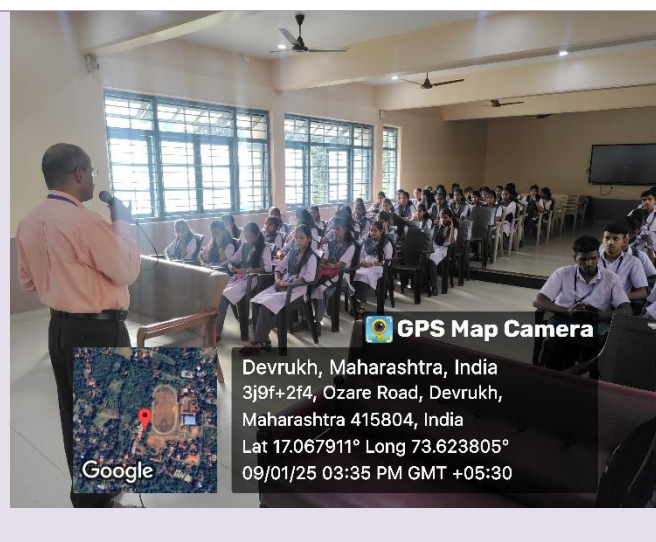 GPS Map Camera
Devrukh, Maharashtra, India
3j9f+2f4, Ozare Road, Devrukh,
Maharashtra 415804, India
Lat 17.067911° Long 73.623805°
09/01/25 03:35 PM GMT +05:30
Google